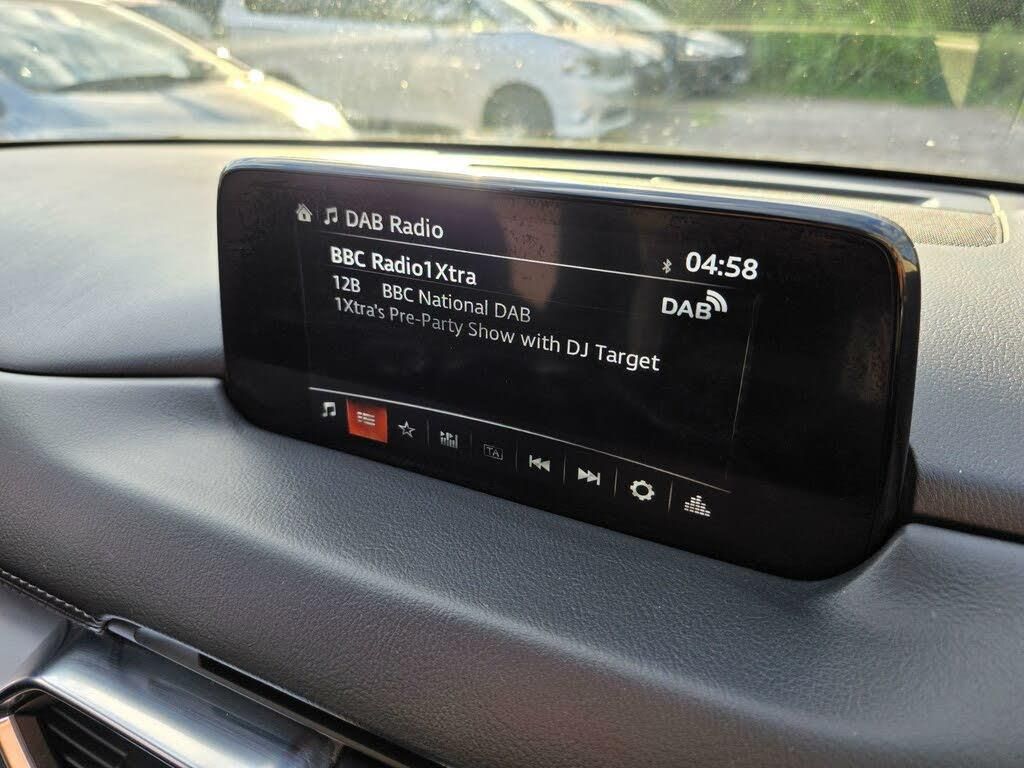 DAB Radio
04:58
BBC Radio1Xtra
12B BBC National DAB
DAB
1Xtra's Pre-Party Show with DJ Target
TA